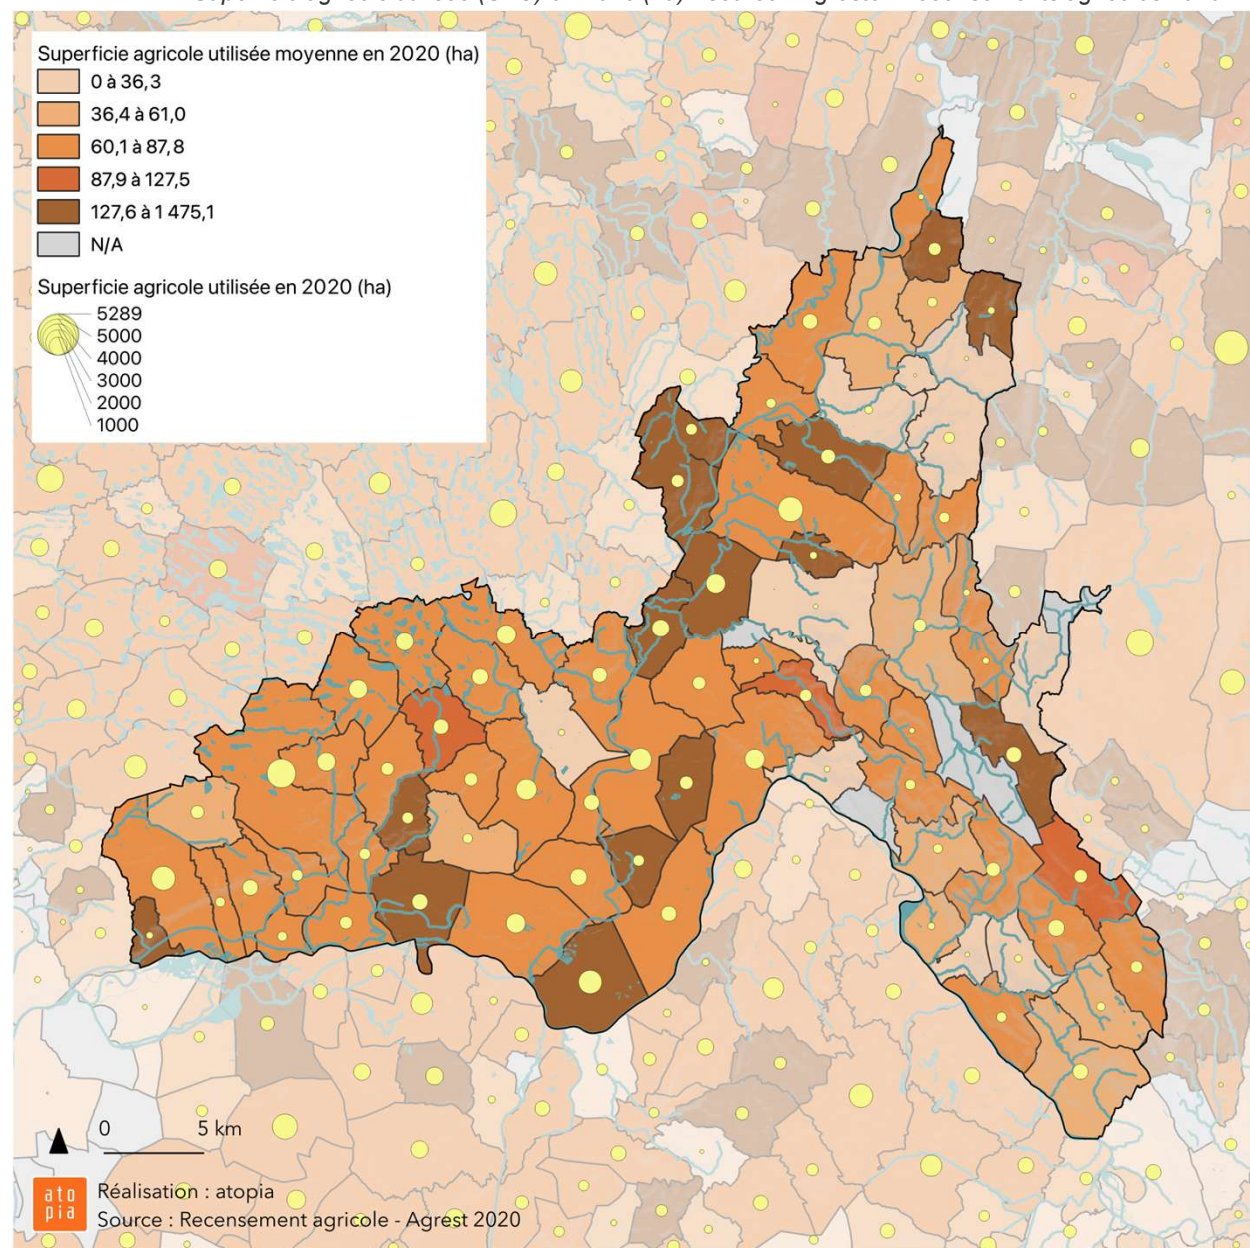 Superficie agricole utilisée moyenne en 2020 (ha)
0 à 36,3
36,4 à 61,0
60,1 à 87,8
87,9 à 127,5
127,6 à 1 475,1
N/A
Superficie agricole utilisée en 2020 (ha)
5289
5000
4000
3000
2000
1000
0 5 km
ato
pia
Réalisation : atopia
Source : Recensement agricole - Agrest 2020